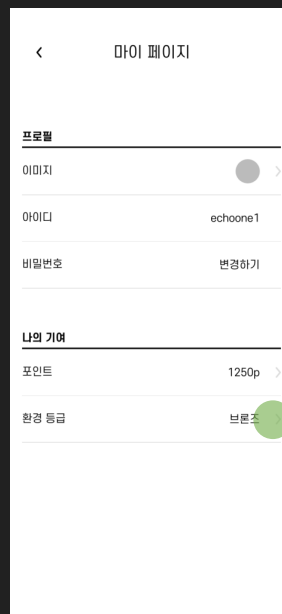 마이 페이지
프로필
이미지
아이디 echoone1
비밀번호 변경하기
나의 기여
포인트 1250p
환경 등급 브론즈